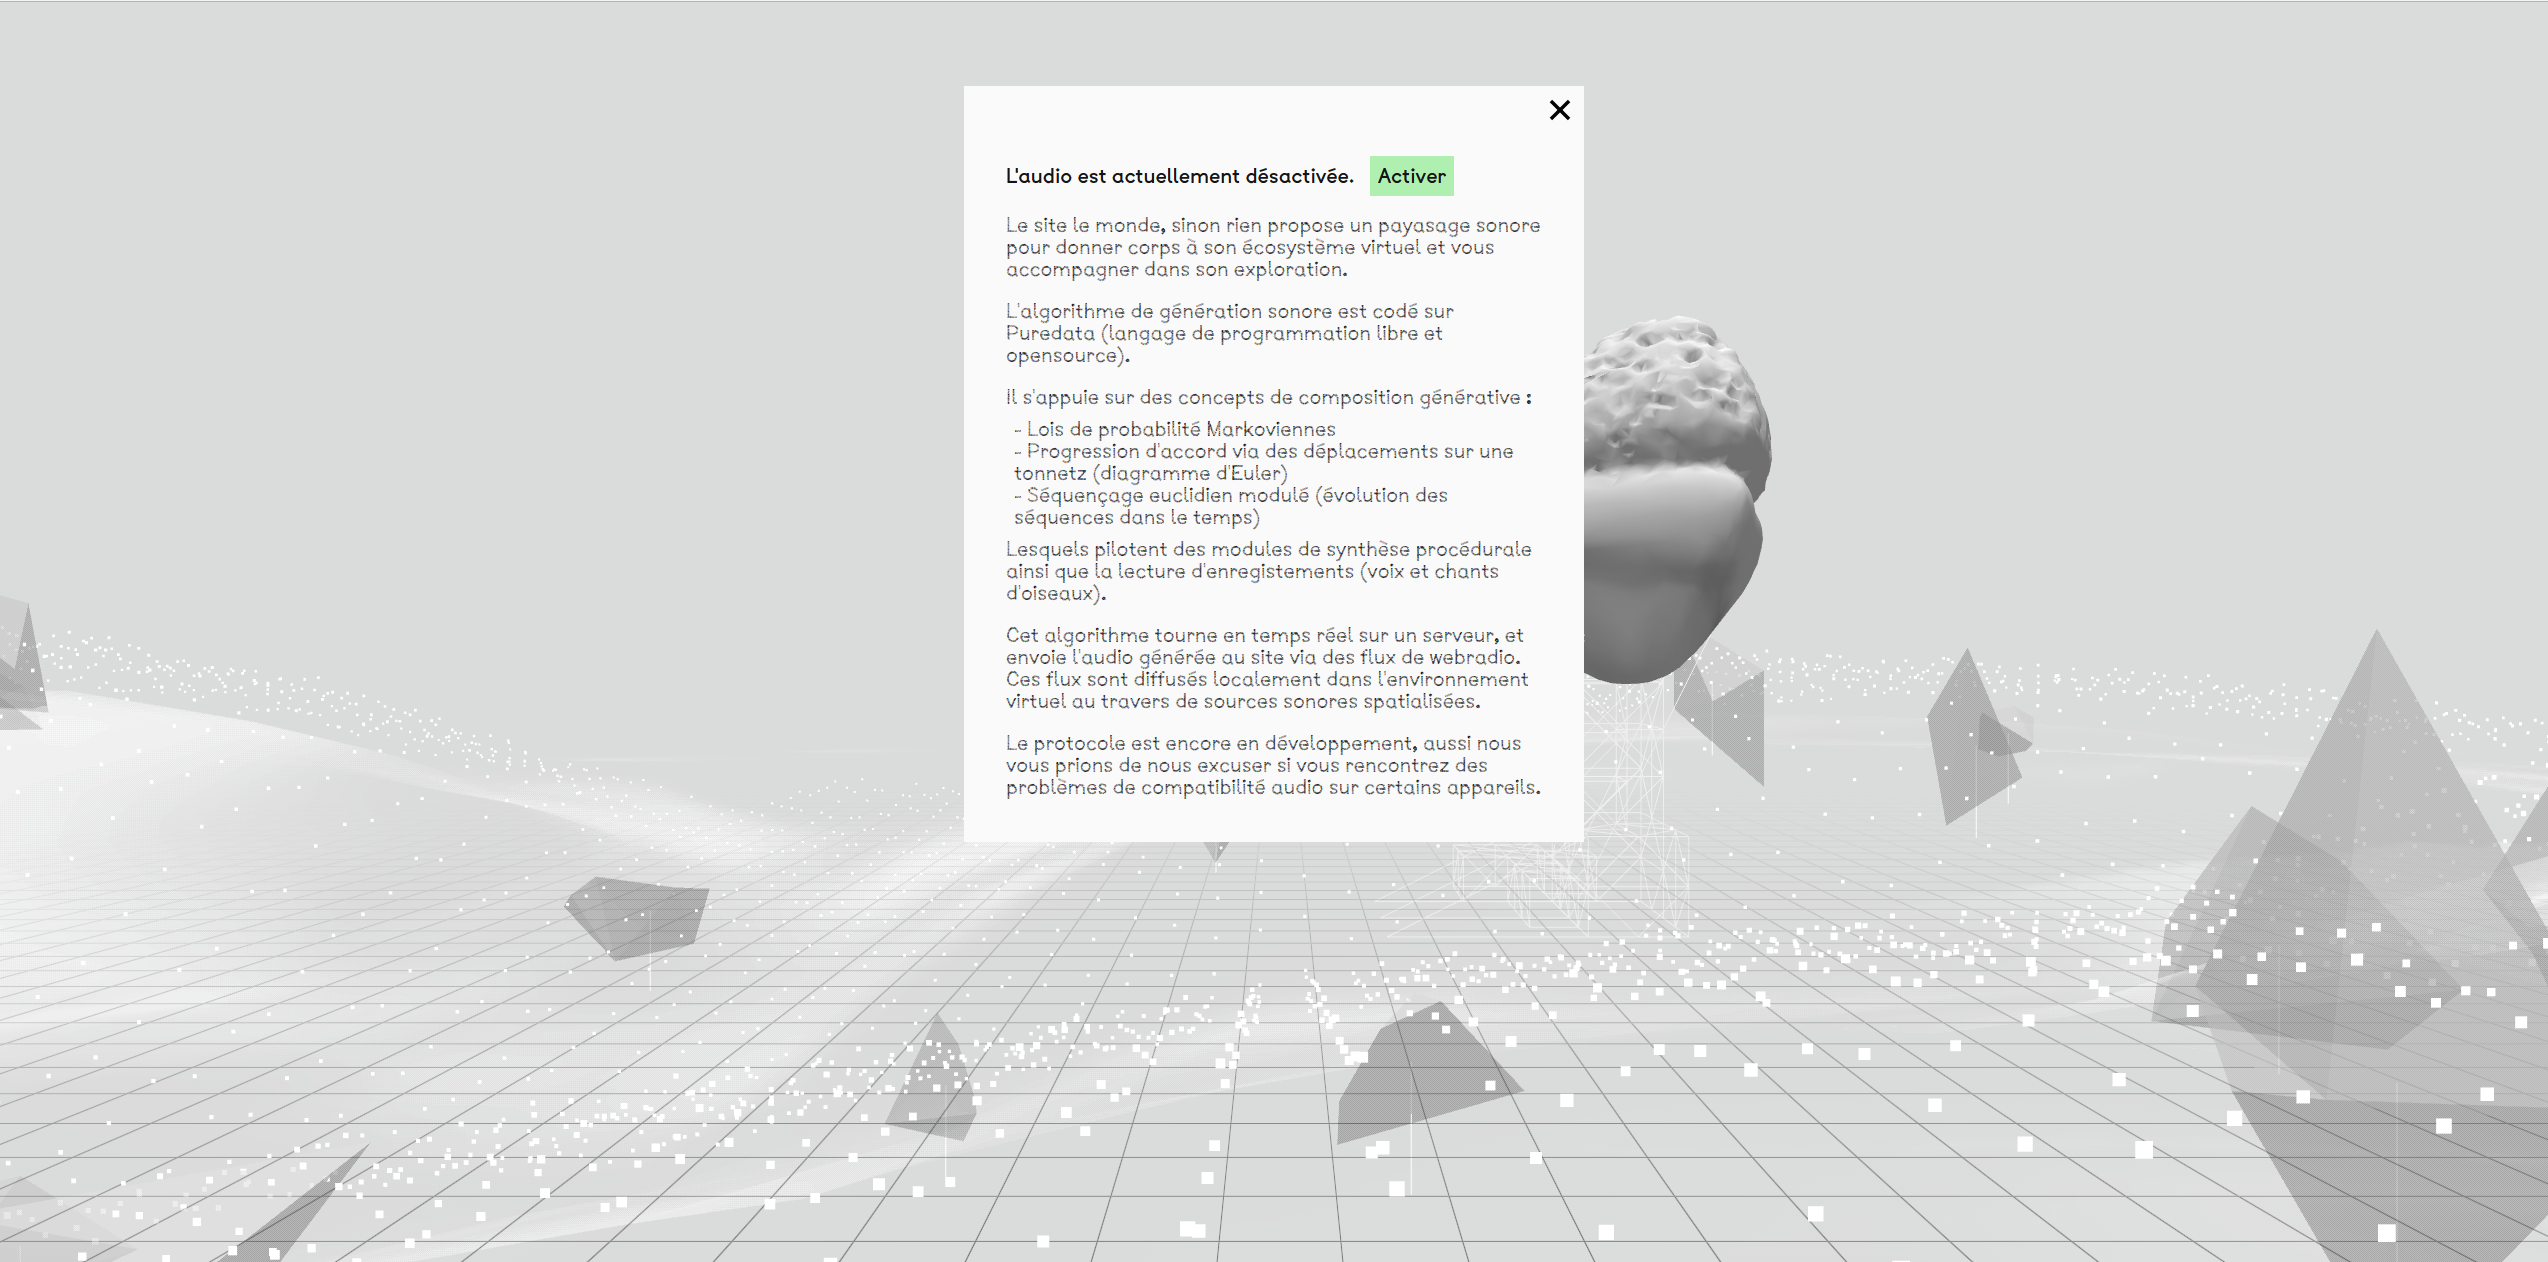 L'audio est actuellement désactivée. Activer
Le site le monde, sinon rien propose un payasage sonore
pour donner corps à son écosystème virtuel et vous
accompagner dans son exploration.
L'algorithme de génération sonore est codé sur
Puredata (langage de programmation libre et
opensource).
Il s'appuie sur des concepts de composition générative :
- Lois de probabilité Markoviennes
- Progression d'accord via des déplacements sur une
tonnetz (diagramme d'Euler)
- Séquençage euclidien modulé (évolution des
séquences dans le temps)
Lesquels pilotent des modules de synthèse procédurale
ainsi que la lecture d'enregistements (voix et chants
d'oiseaux).
Cet algorithme tourne en temps réel sur un serveur, et
envoie l'audio générée au site via des flux de webradio.
Ces flux sont diffusés localement dans l'environnement
virtuel au travers de sources sonores spatialisées.
Le protocole est encore en développement, aussi nous
vous prions de nous excuser si vous rencontrez des
problèmes de compatibilité audio sur certains appareils.